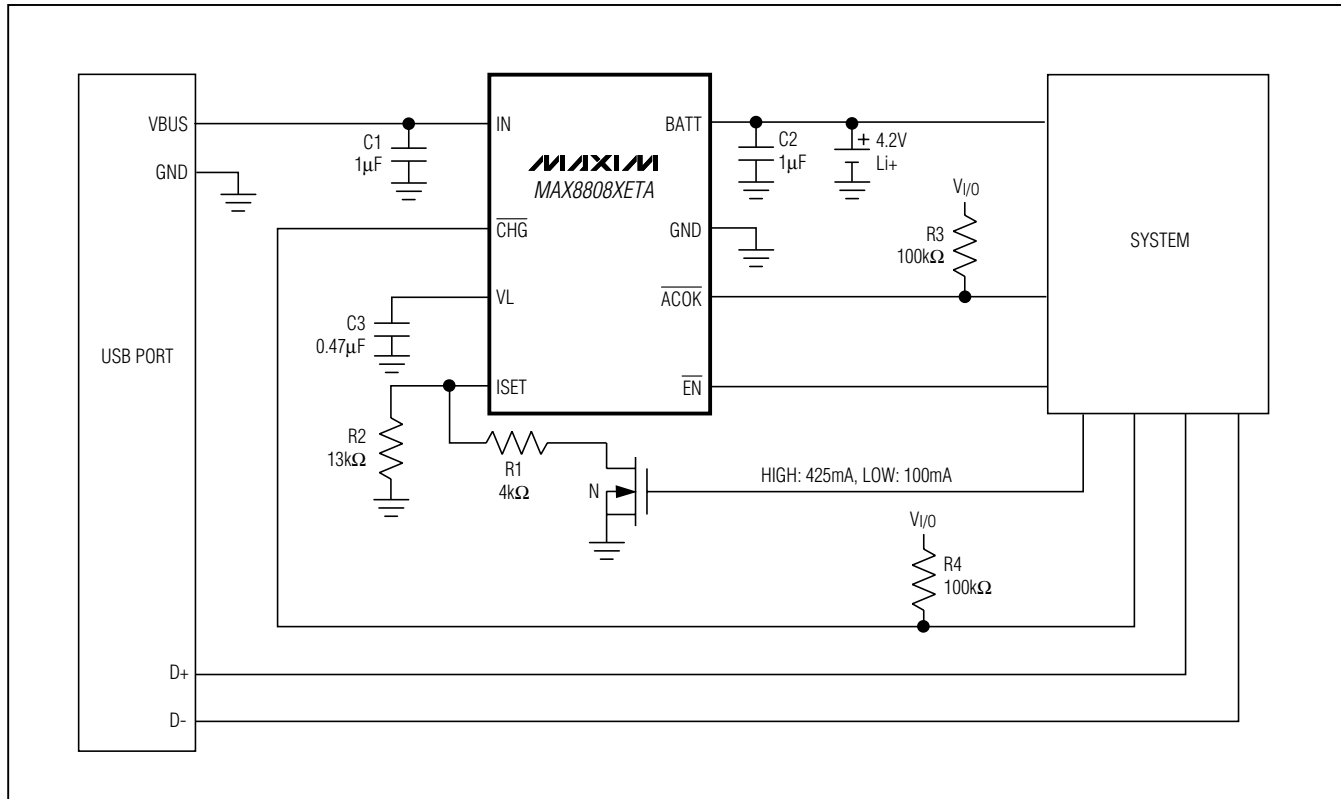 VBUS
GND
C1
1µF
IN
MAXIM
MAX8808XETA
BATT
C2
1µF
+ 4.2V
Li+
CHG
GND
VI/O
R3
100kΩ
SYSTEM
VL
ACOK
C3
0.47µF
USB PORT
ISET
EN
R2
13kΩ
R1
4kΩ
N
HIGH: 425mA, LOW: 100mA
VI/O
R4
100kΩ
D+
D-